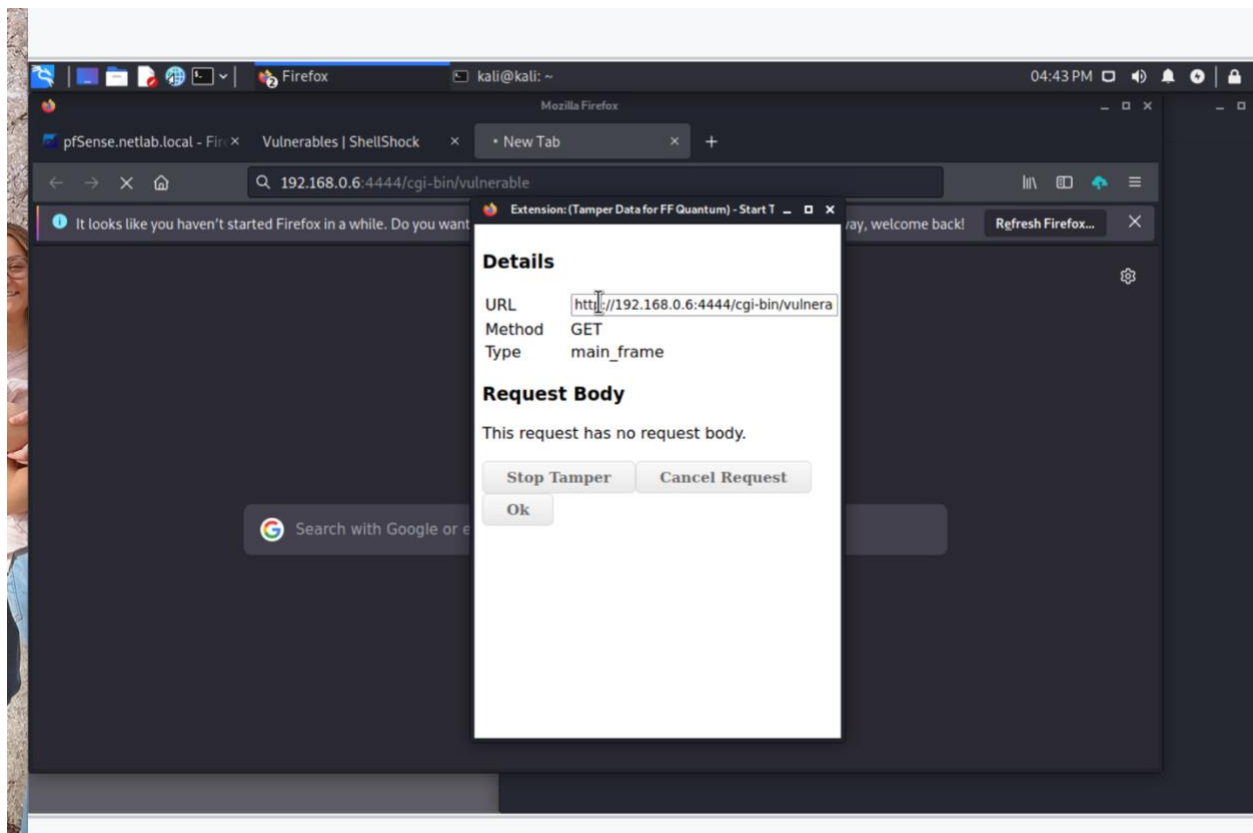 Firefox
kali@kali: ~
04:43 PM
Mozilla Firefox
pfSense.netlab.local - Fir
Vulnerables | ShellShock
• New Tab
192.168.0.6:4444/cgi-bin/vulnerable
It looks like you haven't started Firefox in a while. Do you want
way, welcome back!
Refresh Firefox...
Extension: (Tamper Data for FF Quantum) - Start T
Details
URL http://192.168.0.6:4444/cgi-bin/vulnera
Method GET
Type main_frame
Request Body
This request has no request body.
Stop Tamper
Cancel Request
Ok
Search with Google or e